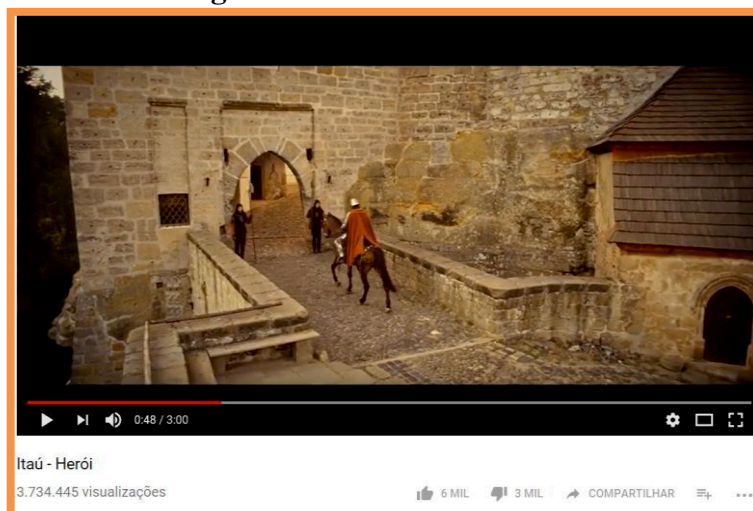 0:48 / 3:00
Itaú - Herói
3.734.445 visualizações
6 MIL
3 MIL
COMPARTILHAR